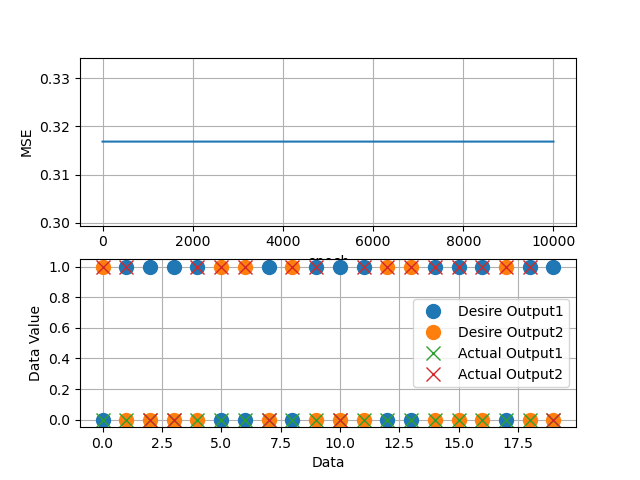 0.33
0.32
0.31
0.30
MSE
0 2000 4000 6000 8000 10000
epoch
1.0
0.8
0.6
0.4
0.2
0.0
Data Value
Desire Output1
Desire Output2
Actual Output1
Actual Output2
0.0 2.5 5.0 7.5 10.0 12.5 15.0 17.5
Data